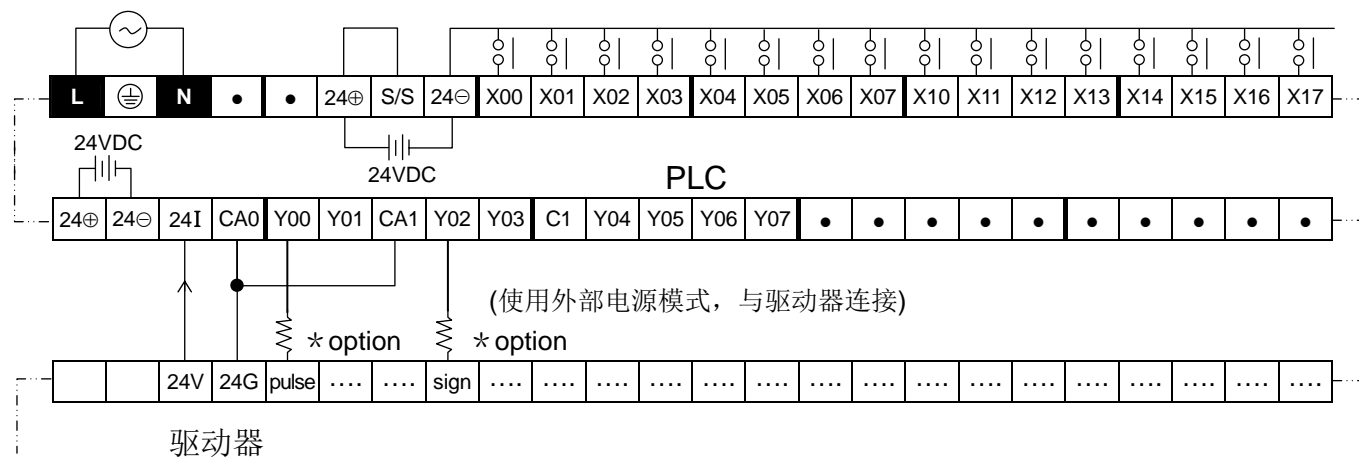 L N • • 24⊕ S/S 24⊖ X00 X01 X02 X03 X04 X05 X06 X07 X10 X11 X12 X13 X14 X15 X16 X17
24VDC
24VDC
PLC
24⊕ 24⊖ 24I CA0 Y00 Y01 CA1 Y02 Y03 C1 Y04 Y05 Y06 Y07 • • • • • • • • • •
(使用外部电源模式，与驱动器连接)
＊option ＊option
24V 24G pulse .... .... sign .... .... .... .... .... .... .... .... .... .... .... .... .... .... .... ....
驱动器